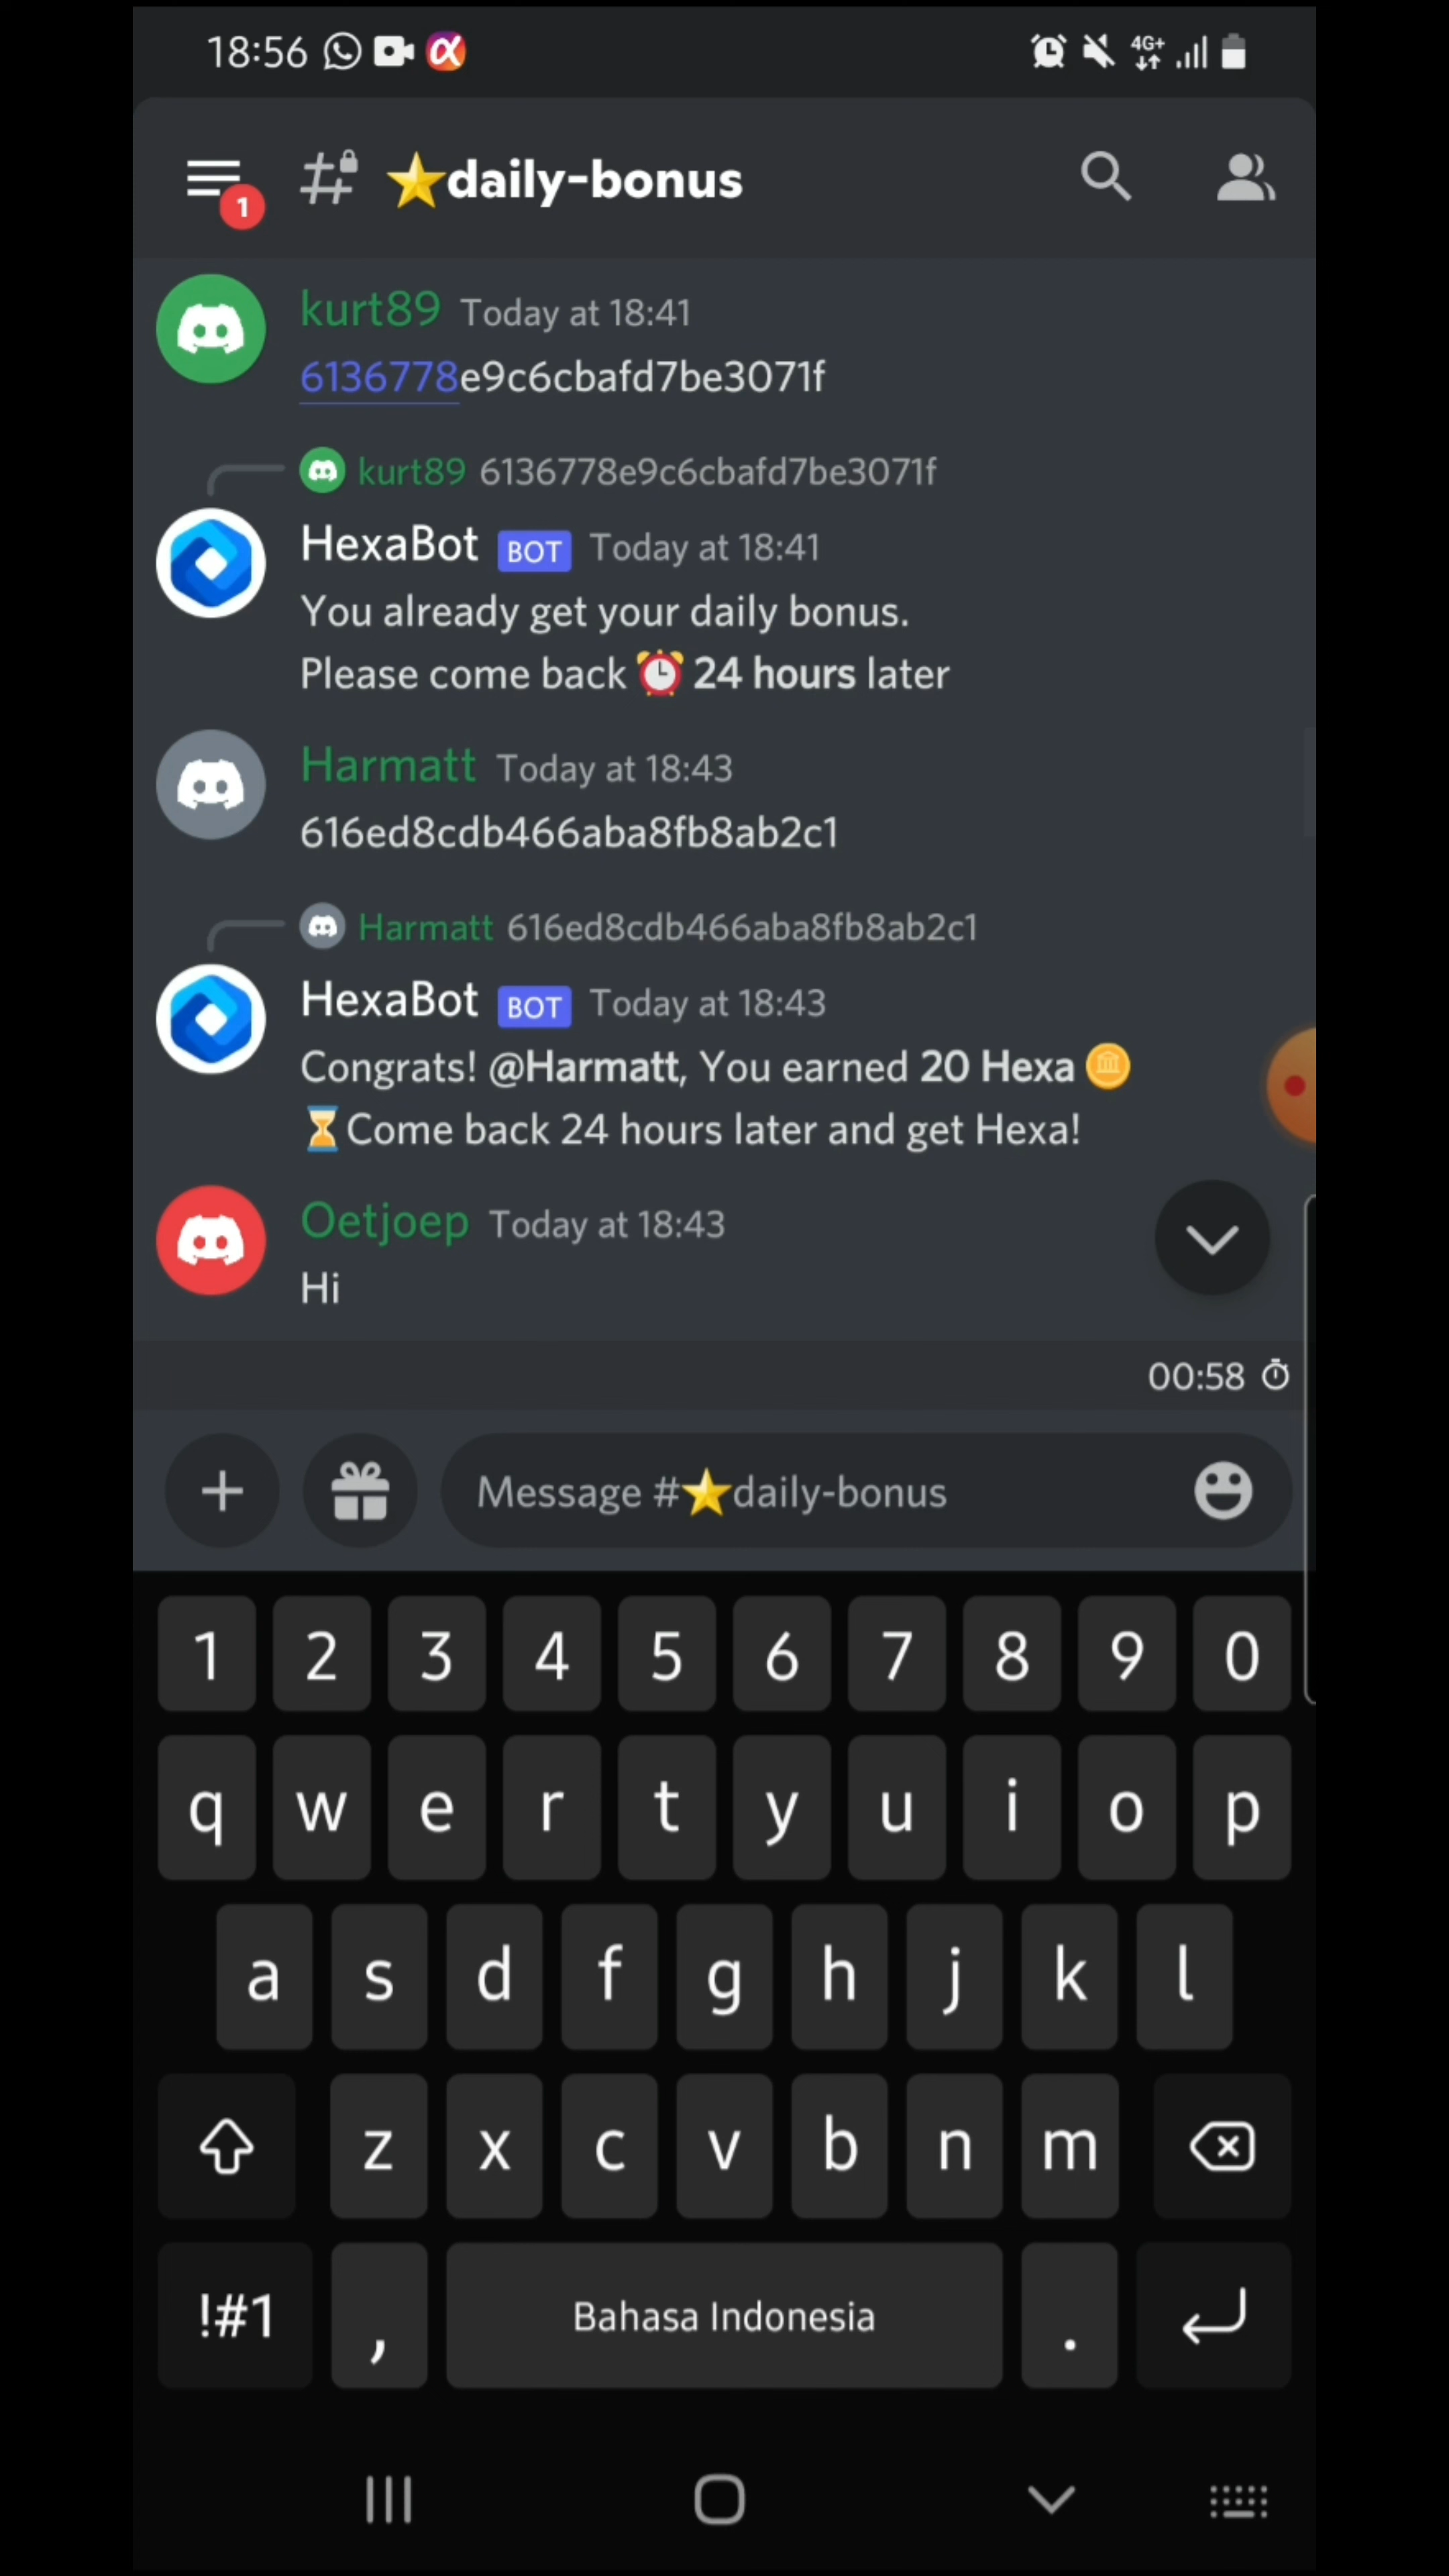 18:56
4G+
1
⭐daily-bonus
kurt89 Today at 18:41
6136778e9c6cbafd7be3071f
kurt89 6136778e9c6cbafd7be3071f
HexaBot BOT Today at 18:41
You already get your daily bonus.
Please come back ⏰ 24 hours later
Harmatt Today at 18:43
616ed8cdb466aba8fb8ab2c1
Harmatt 616ed8cdb466aba8fb8ab2c1
HexaBot BOT Today at 18:43
Congrats! @Harmatt, You earned 20 Hexa
⏳Come back 24 hours later and get Hexa!
Oetjoep Today at 18:43
Hi
00:58
Message #⭐daily-bonus
1 2 3 4 5 6 7 8 9 0
q w e r t y u i o p
a s d f g h j k l
z x c v b n m
!#1 , Bahasa Indonesia .